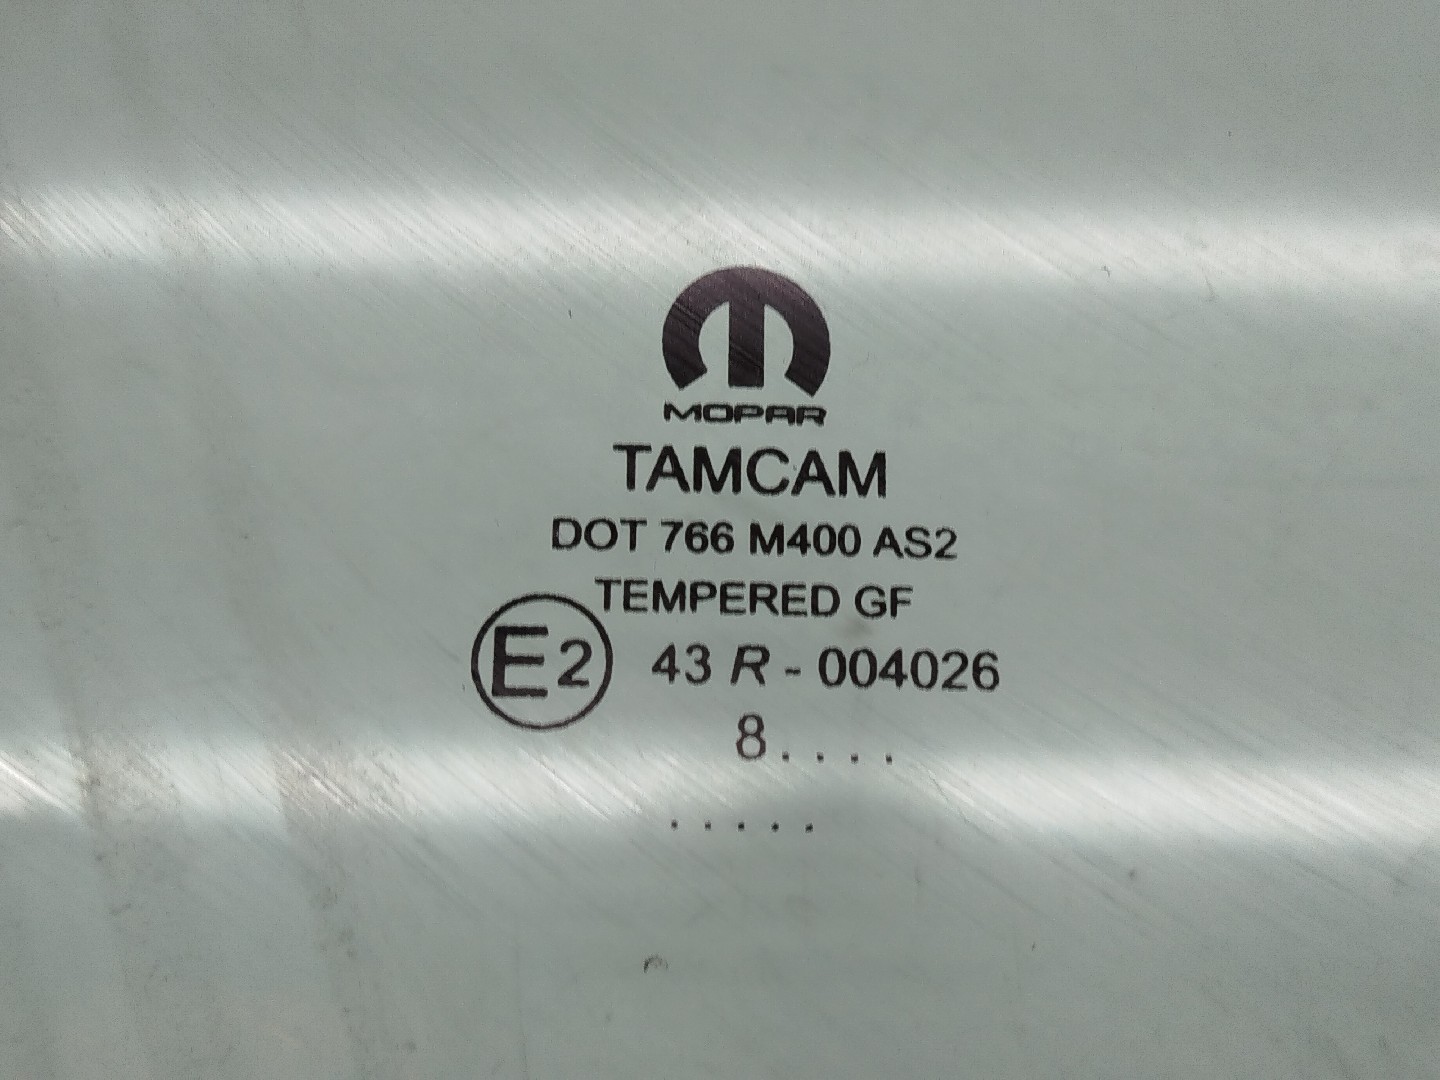 MOPAR
TAMCAM
DOT 766 M400 AS2
TEMPERED GF
E2 43 R - 004026
8....
.....